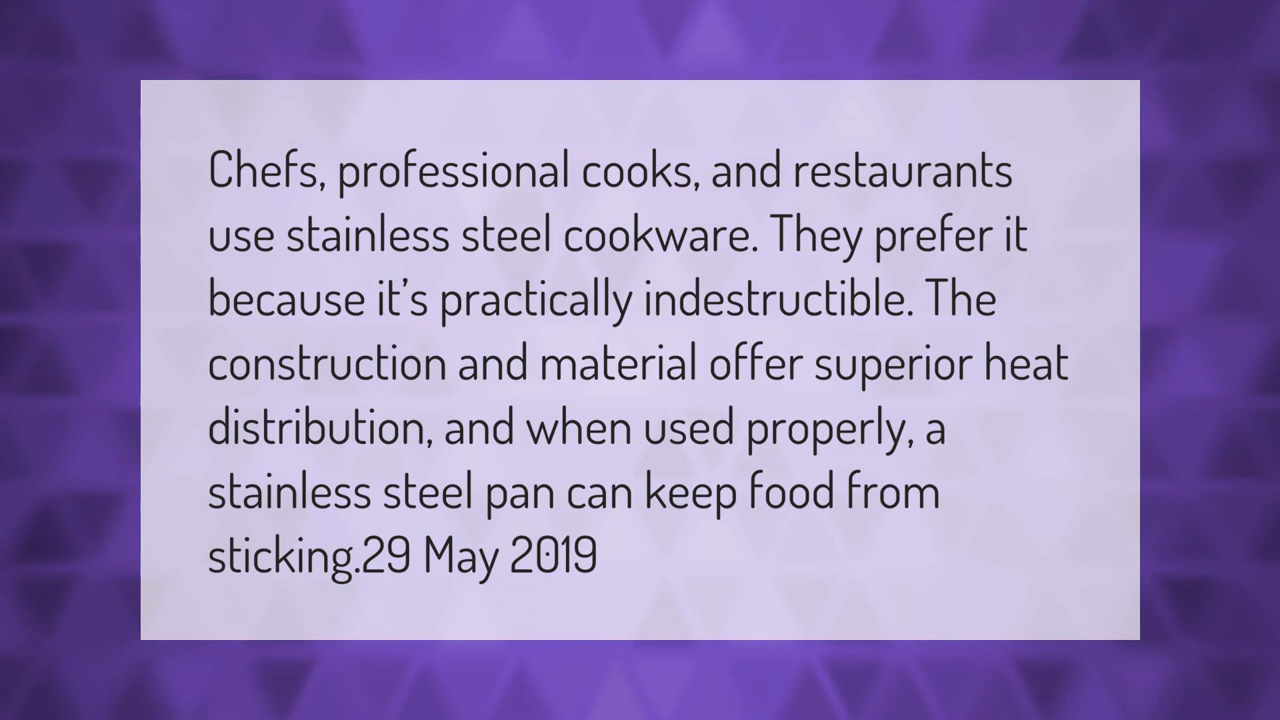 Chefs, professional cooks, and restaurants
use stainless steel cookware. They prefer it
because it’s practically indestructible. The
construction and material offer superior heat
distribution, and when used properly, a
stainless steel pan can keep food from
sticking.29 May 2019